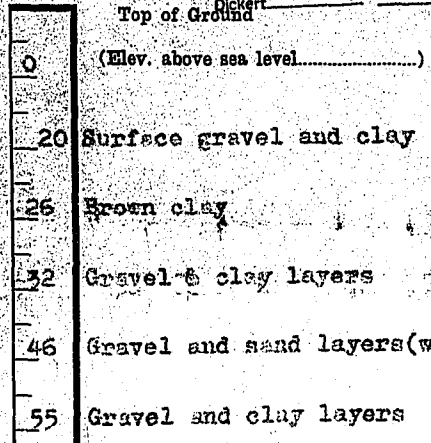 Dickert
Top of Ground
0 (Elev. above sea level......................)
20 Surface gravel and clay
26 Brown clay
32 Gravel & clay layers
46 Gravel and sand layers(w
55 Gravel and clay layers